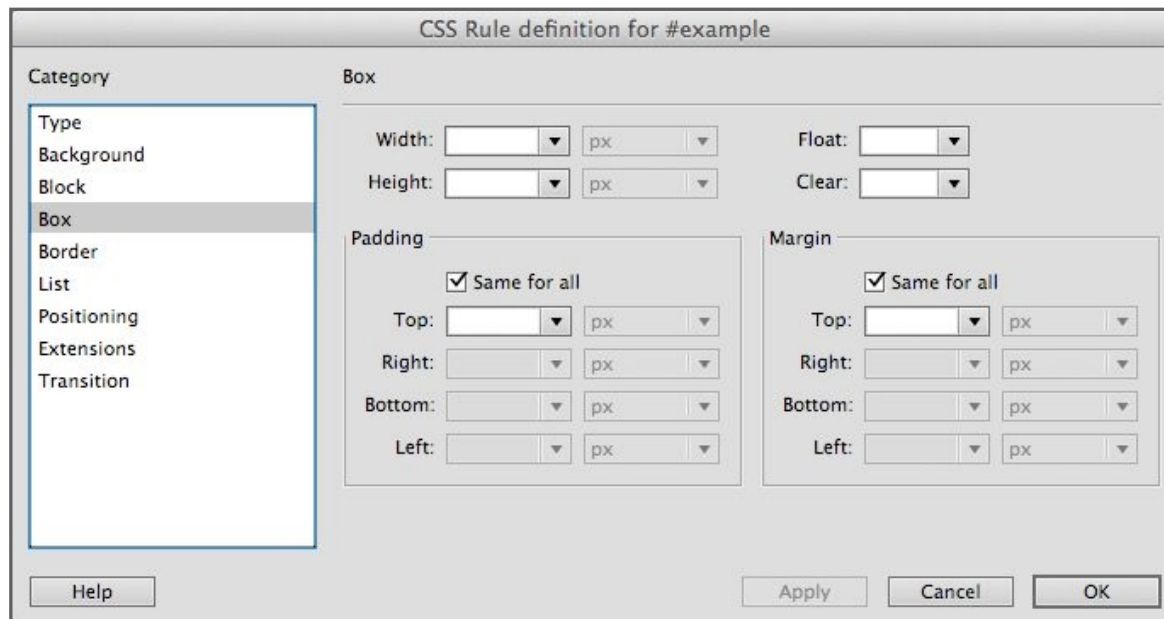 CSS Rule definition for #example
Category
Type
Background
Block
Box
Border
List
Positioning
Extensions
Transition
Box
Width: px Float:
Height: px Clear:
Padding
Same for all
Top: px
Right: px
Bottom: px
Left: px
Margin
Same for all
Top: px
Right: px
Bottom: px
Left: px
Help Apply Cancel OK